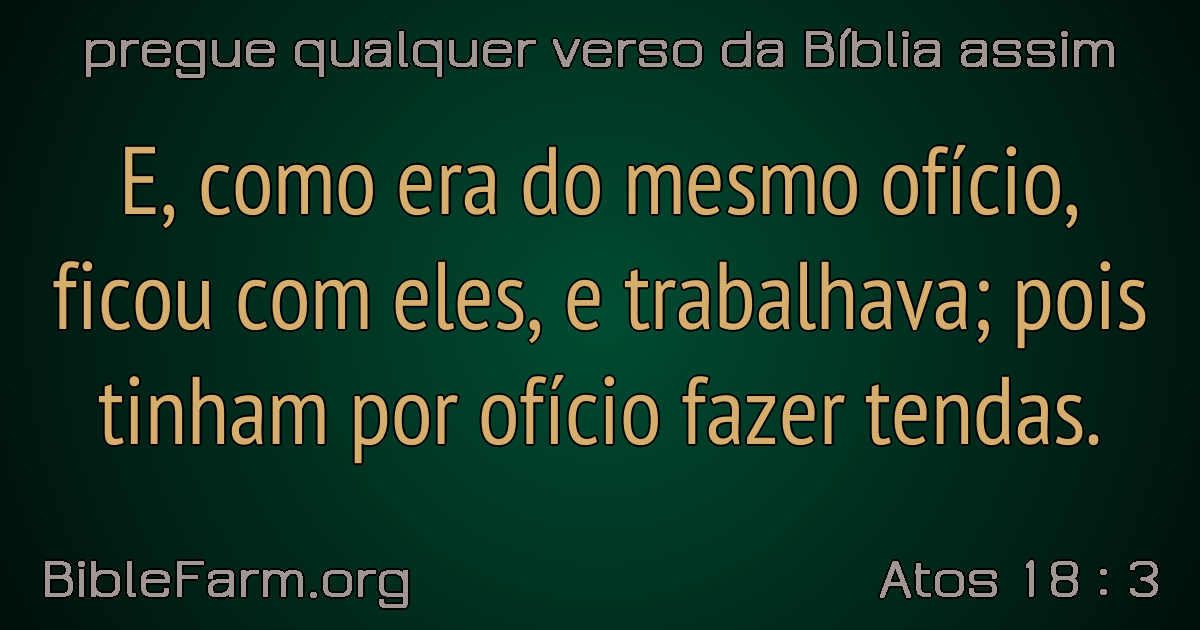 pregue qualquer verso da Bíblia assim
E, como era do mesmo ofício,
ficou com eles, e trabalhava; pois
tinham por ofício fazer tendas.
BibleFarm.org
Atos 18 : 3